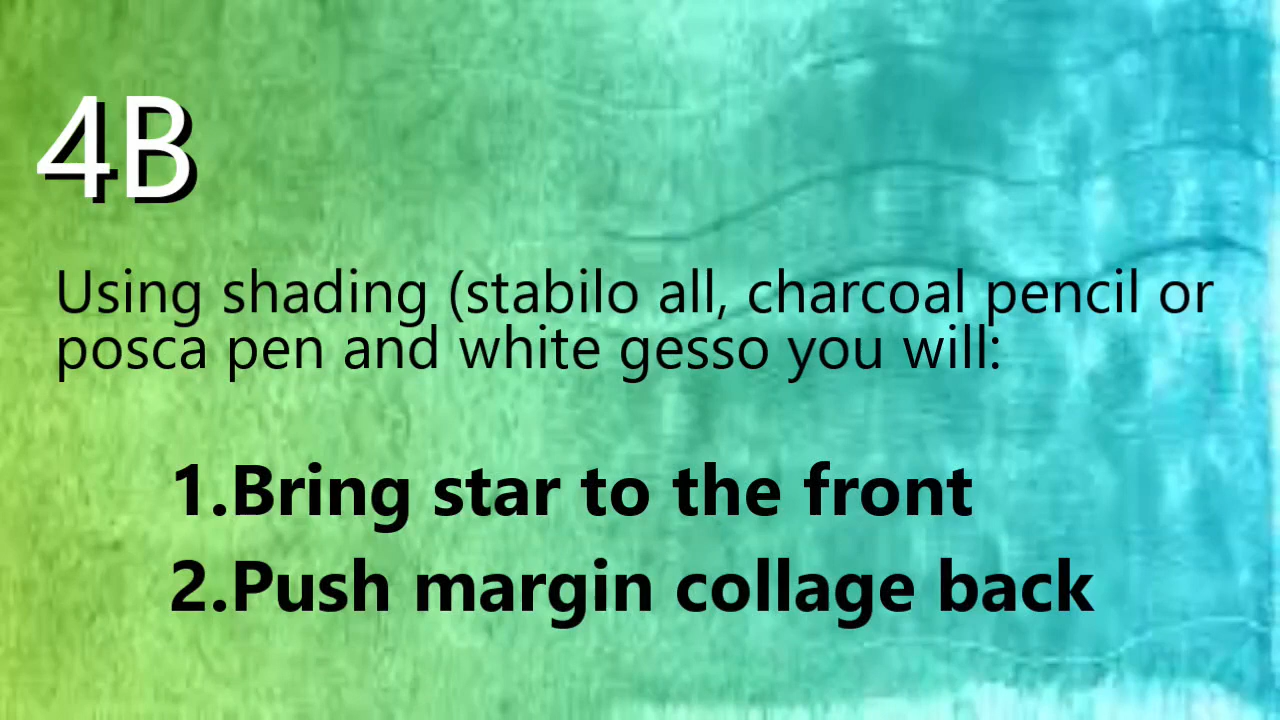 4B
Using shading (stabilo all, charcoal pencil or
posca pen and white gesso you will:
1.Bring star to the front
2.Push margin collage back